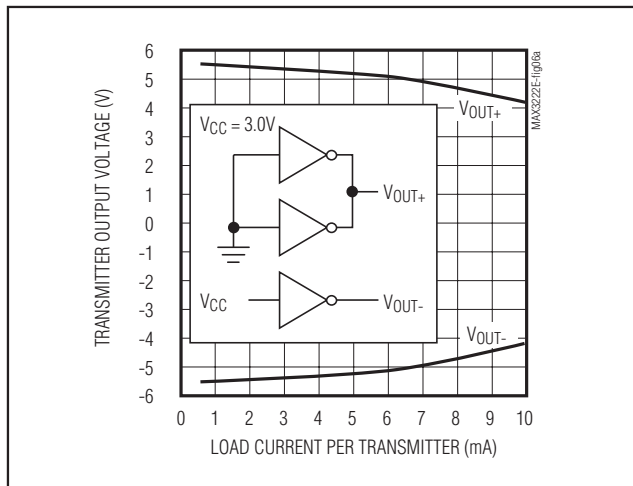 6
5
4
3
2
1
0
-1
-2
-3
-4
-5
-6
TRANSMITTER OUTPUT VOLTAGE (V)
MAX3222E-fig06a
VOUT+
VCC = 3.0V
VOUT+
VCC
VOUT-
VOUT-
0 1 2 3 4 5 6 7 8 9 10
LOAD CURRENT PER TRANSMITTER (mA)